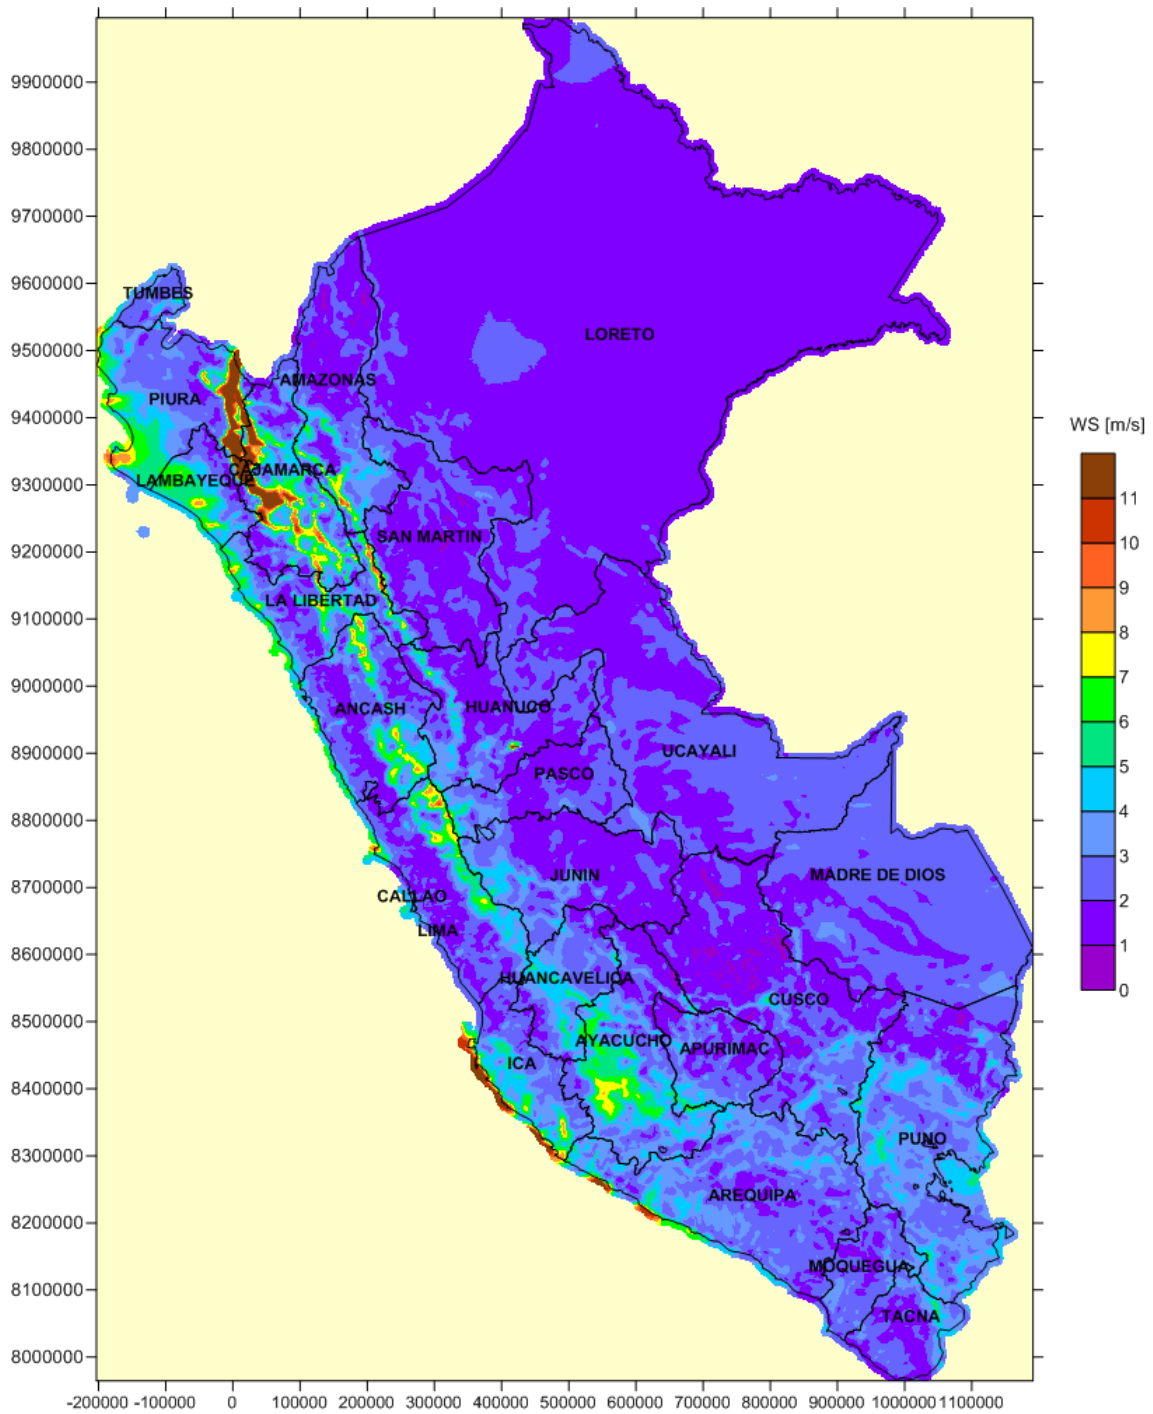 9900000
9800000
9700000
9600000
9500000
9400000
9300000
9200000
9100000
9000000
8900000
8800000
8700000
8600000
8500000
8400000
8300000
8200000
8100000
8000000
TUMBES
LORETO
AMAZONAS
PIURA
CAJAMARCA
LAMBAYEQUE
SAN MARTIN
LA LIBERTAD
ANCASH
HUANUCO
UCAYALI
PASCO
JUNIN
MADRE DE DIOS
CALLAO
LIMA
HUANCAVELICA
CUSCO
AYACUCHO
APURIMAC
ICA
PUNO
AREQUIPA
MOQUEGUA
TACNA
WS [m/s]
11
10
9
8
7
6
5
4
3
2
1
0
-200000 -100000 0 100000 200000 300000 400000 500000 600000 700000 800000 900000 1000000 1100000